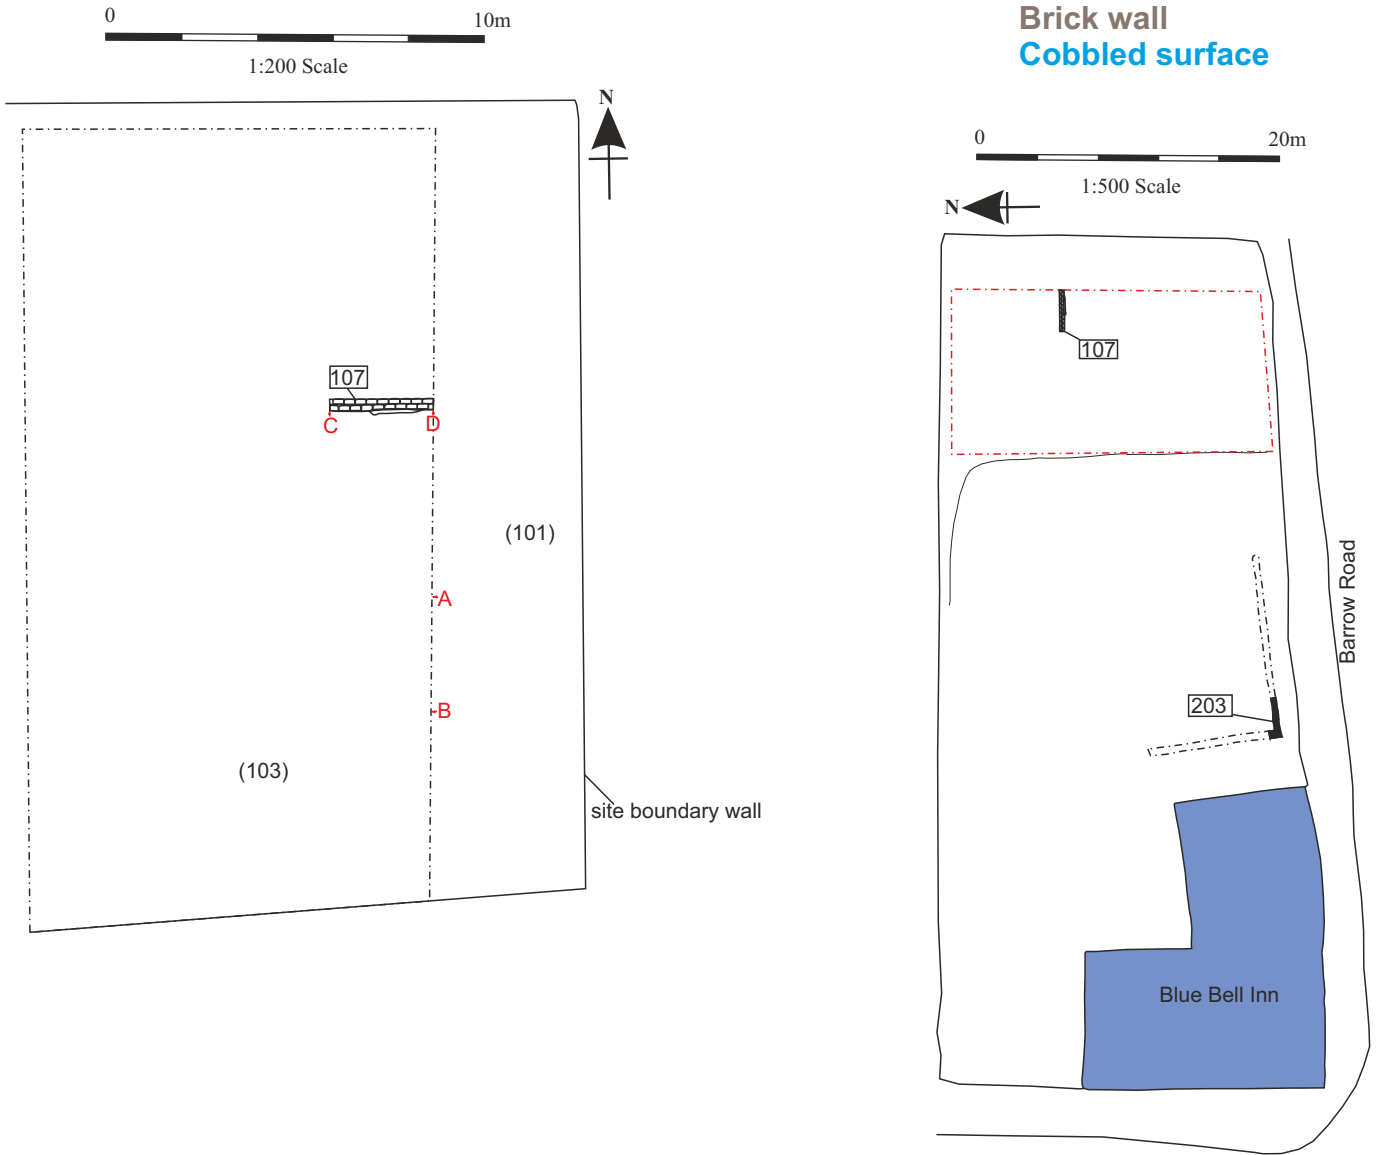 0 10m
1:200 Scale
N
107
C D
(101)
A
B
(103)
site boundary wall
Brick wall
Cobbled surface
0 20m
1:500 Scale
N
107
Barrow Road
203
Blue Bell Inn